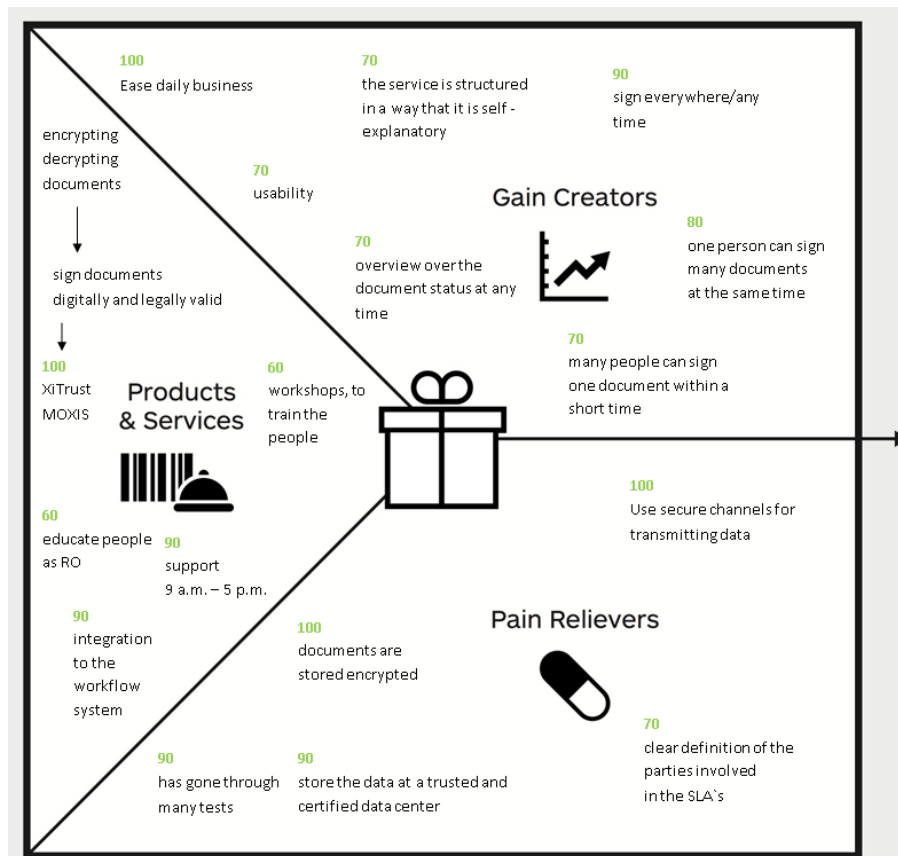 100
Ease daily business
70
the service is structured
in a way that it is self -
explanatory
90
sign everywhere/any
time
encrypting
decrypting
documents
70
usability
Gain Creators
80
one person can sign
many documents
at the same time
70
overview over the
document status at any
time
sign documents
digitally and legally valid
70
many people can sign
one document within a
short time
100
XiTrust
MOXIS
Products
& Services
60
workshops, to
train the
people
100
Use secure channels for
transmitting data
60
educate people
as RO
90
support
9 a.m. – 5 p.m.
90
integration
to the
workflow
system
100
documents are
stored encrypted
Pain Relievers
70
clear definition of the
parties involved
in the SLA`s
90
has gone through
many tests
90
store the data at a trusted and
certified data center